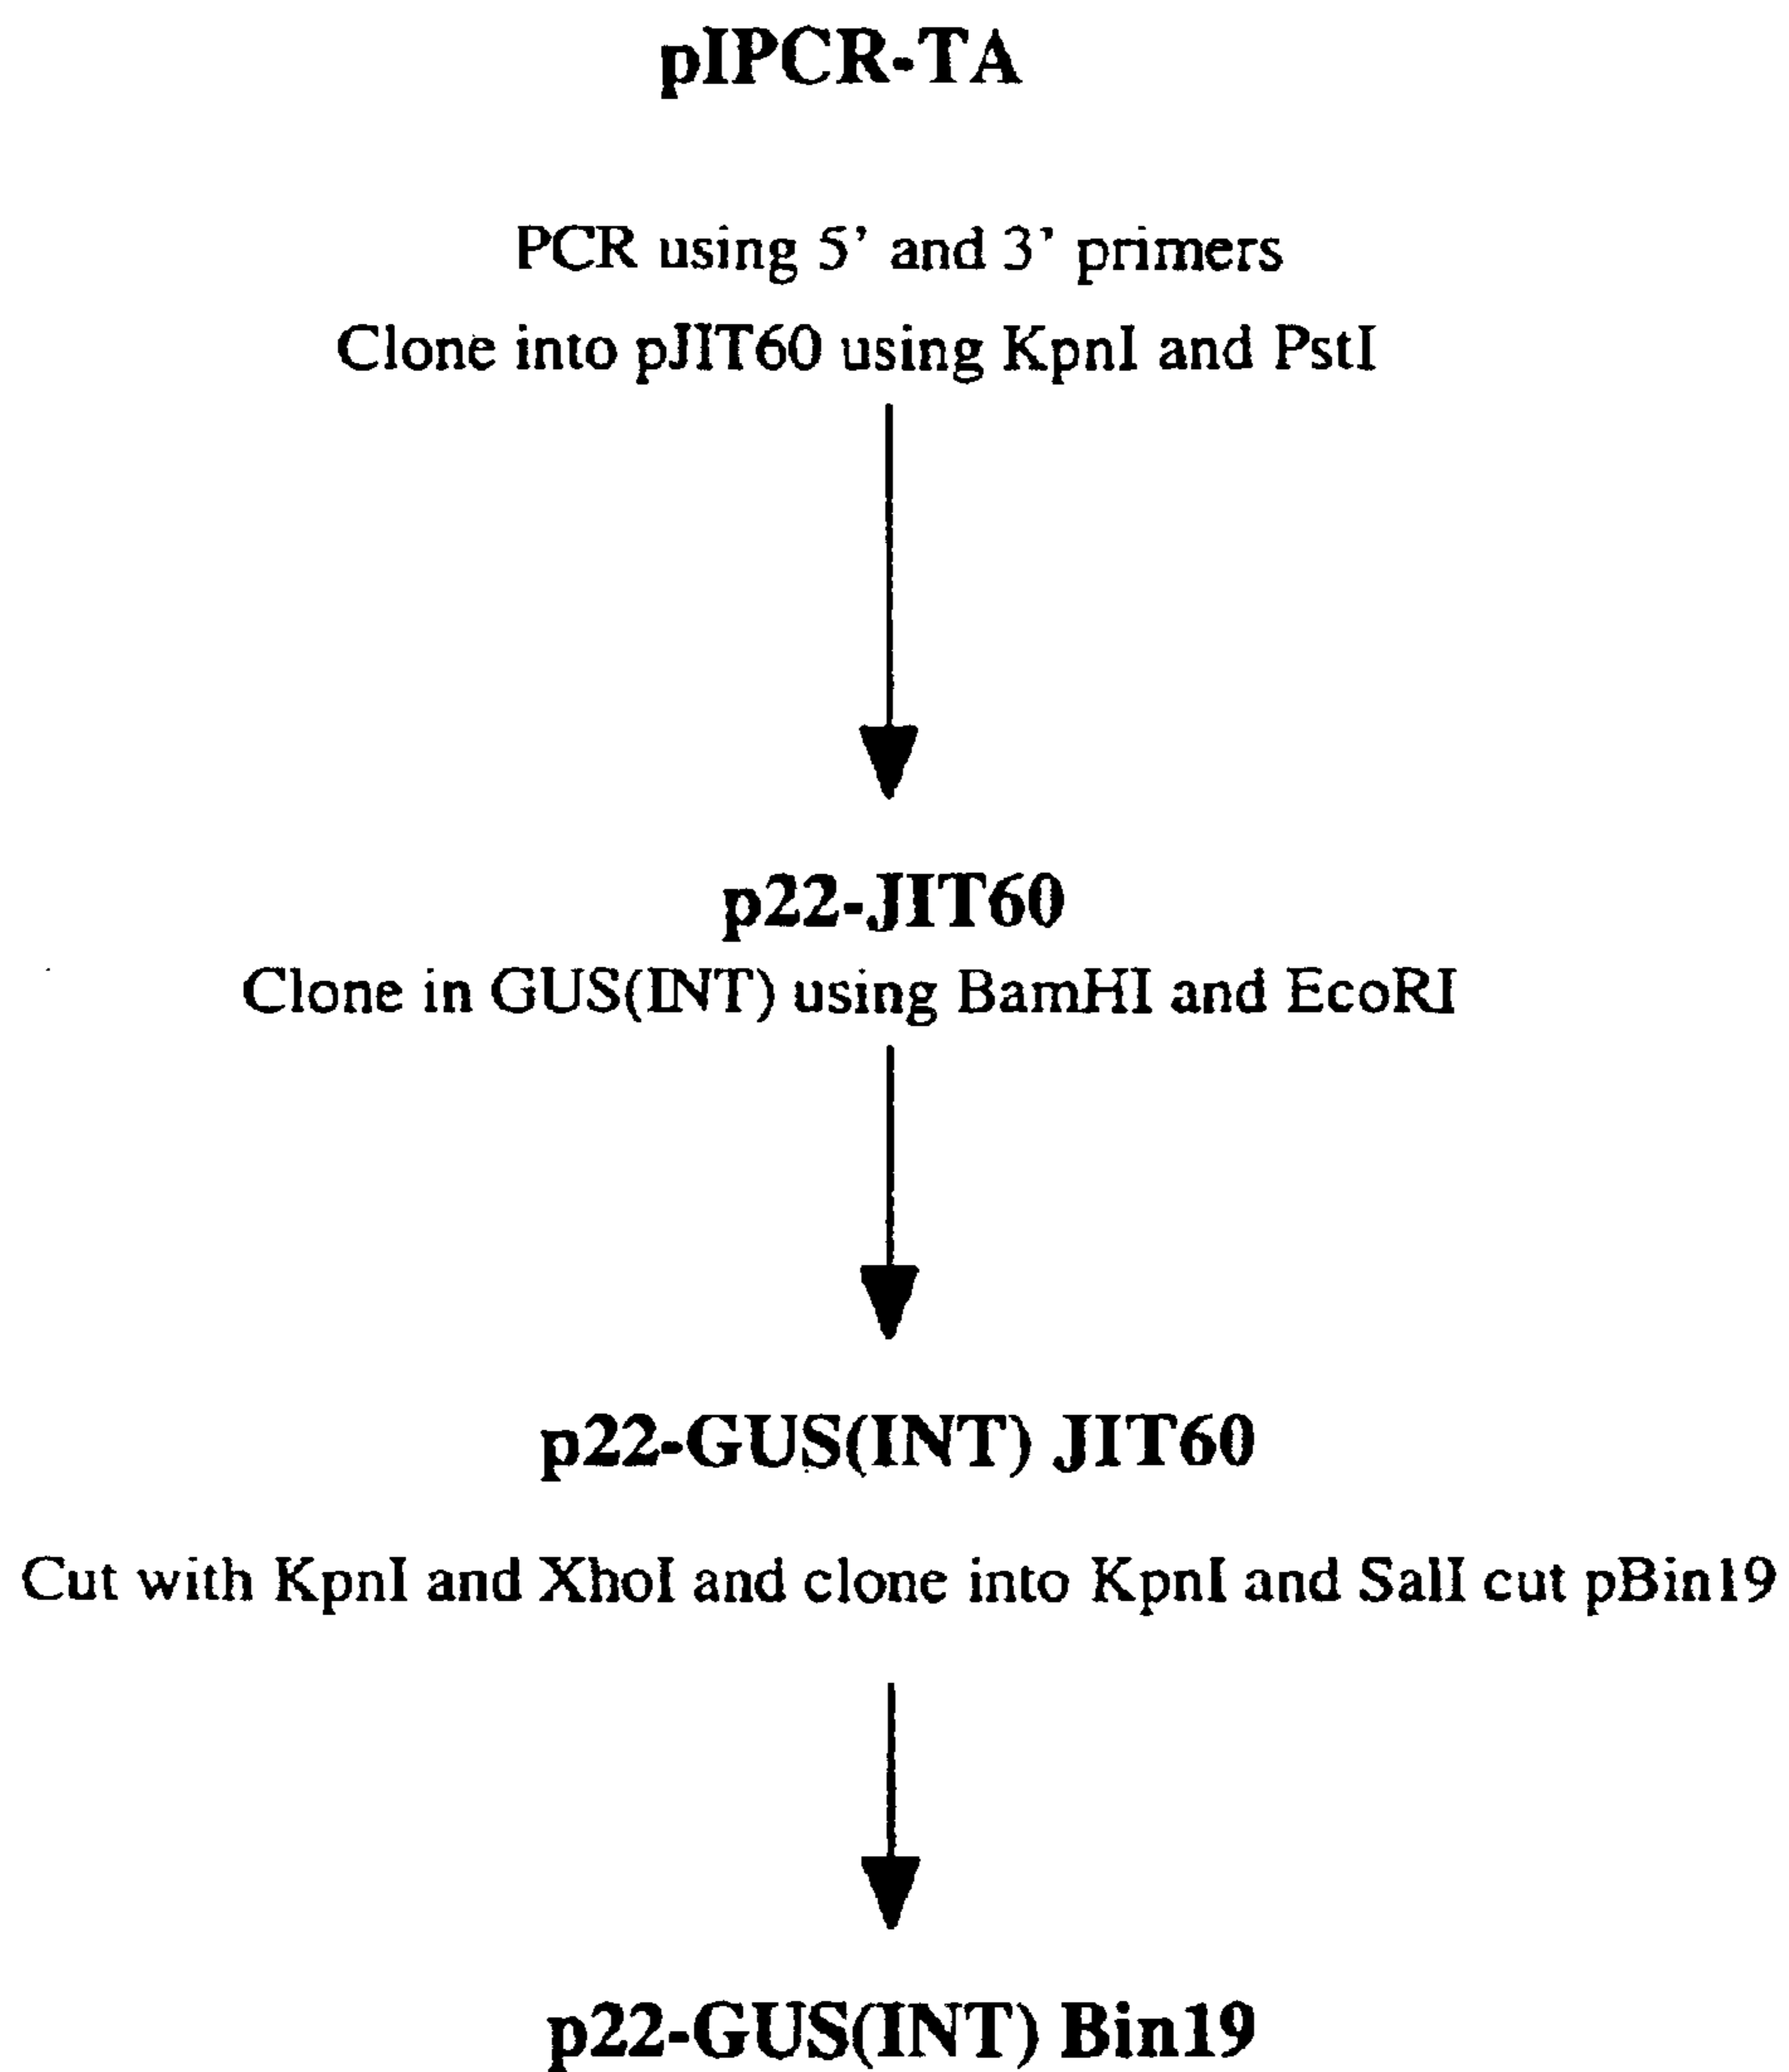 pIPCR-TA
PCR using 5' and 3' primers
Clone into pJIT60 using KpnI and PstI
p22-JIT60
Clone in GUS(INT) using BamHI and EcoRI
p22-GUS(INT) JIT60
Cut with KpnI and XhoI and clone into KpnI and SalI cut pBin19
p22-GUS(INT) Bin19